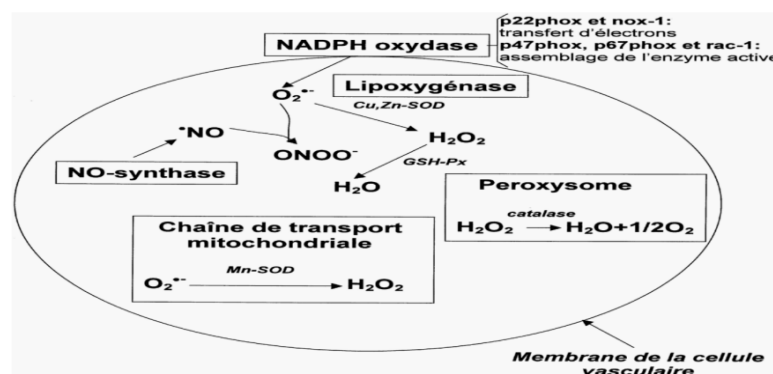 p22phox et nox-1:
transfert d'électrons
p47phox, p67phox et rac-1:
assemblage de l'enzyme active
NADPH oxydase
Lipoxygénase
O₂•-
Cu,Zn-SOD
H₂O₂
•NO
ONOO-
GSH-Px
H₂O
NO-synthase
Peroxysome
catalase
H₂O₂ H₂O+1/2O₂
Chaîne de transport
mitochondriale
Mn-SOD
O₂•- H₂O₂
Membrane de la cellule
vasculaire